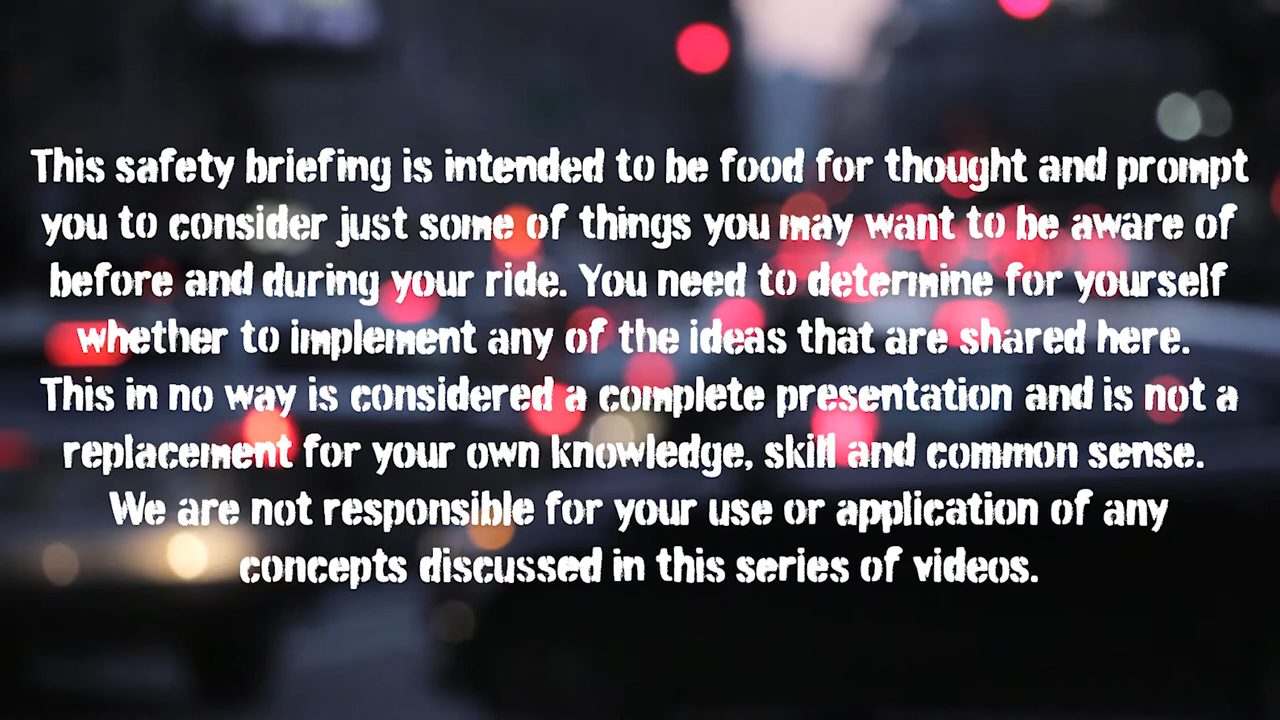 This safety briefing is intended to be food for thought and prompt
you to consider just some of things you may want to be aware of
before and during your ride. You need to determine for yourself
whether to implement any of the ideas that are shared here.
This in no way is considered a complete presentation and is not a
replacement for your own knowledge, skill and common sense.
We are not responsible for your use or application of any
concepts discussed in this series of videos.